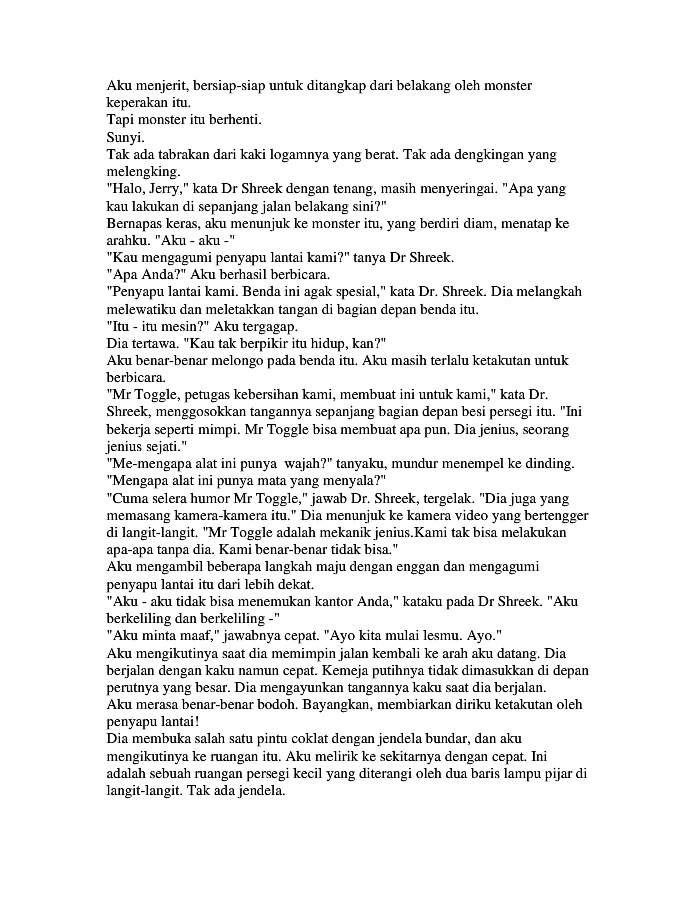 Aku menjerit, bersiap-siap untuk ditangkap dari belakang oleh monster
keperakan itu.
Tapi monster itu berhenti.
Sunyi.
Tak ada tabrakan dari kaki logamnya yang berat. Tak ada dengkingan yang
melengking.
"Halo, Jerry," kata Dr Shreek dengan tenang, masih menyeringai. "Apa yang
kau lakukan di sepanjang jalan belakang sini?"
Bernapas keras, aku menunjuk ke monster itu, yang berdiri diam, menatap ke
arahku. "Aku - aku -"
"Kau mengagumi penyapu lantai kami?" tanya Dr Shreek.
"Apa Anda?" Aku berhasil berbicara.
"Penyapu lantai kami. Benda ini agak spesial," kata Dr. Shreek. Dia melangkah
melewatiku dan meletakkan tangan di bagian depan benda itu.
"Itu - itu mesin?" Aku tergagap.
Dia tertawa. "Kau tak berpikir itu hidup, kan?"
Aku benar-benar melongo pada benda itu. Aku masih terlalu ketakutan untuk
berbicara.
"Mr Toggle, petugas kebersihan kami, membuat ini untuk kami," kata Dr.
Shreek, menggosokkan tangannya sepanjang bagian depan besi persegi itu. "Ini
bekerja seperti mimpi. Mr Toggle bisa membuat apa pun. Dia jenius, seorang
jenius sejati."
"Me-mengapa alat ini punya  wajah?" tanyaku, mundur menempel ke dinding.
"Mengapa alat ini punya mata yang menyala?"
"Cuma selera humor Mr Toggle," jawab Dr. Shreek, tergelak. "Dia juga yang
memasang kamera-kamera itu." Dia menunjuk ke kamera video yang bertengger
di langit-langit. "Mr Toggle adalah mekanik jenius.Kami tak bisa melakukan
apa-apa tanpa dia. Kami benar-benar tidak bisa."
Aku mengambil beberapa langkah maju dengan enggan dan mengagumi
penyapu lantai itu dari lebih dekat.
"Aku - aku tidak bisa menemukan kantor Anda," kataku pada Dr Shreek. "Aku
berkeliling dan berkeliling -"
"Aku minta maaf," jawabnya cepat. "Ayo kita mulai lesmu. Ayo."
Aku mengikutinya saat dia memimpin jalan kembali ke arah aku datang. Dia
berjalan dengan kaku namun cepat. Kemeja putihnya tidak dimasukkan di depan
perutnya yang besar. Dia mengayunkan tangannya kaku saat dia berjalan.
Aku merasa benar-benar bodoh. Bayangkan, membiarkan diriku ketakutan oleh
penyapu lantai!
Dia membuka salah satu pintu coklat dengan jendela bundar, dan aku
mengikutinya ke ruangan itu. Aku melirik ke sekitarnya dengan cepat. Ini
adalah sebuah ruangan persegi kecil yang diterangi oleh dua baris lampu pijar di
langit-langit. Tak ada jendela.